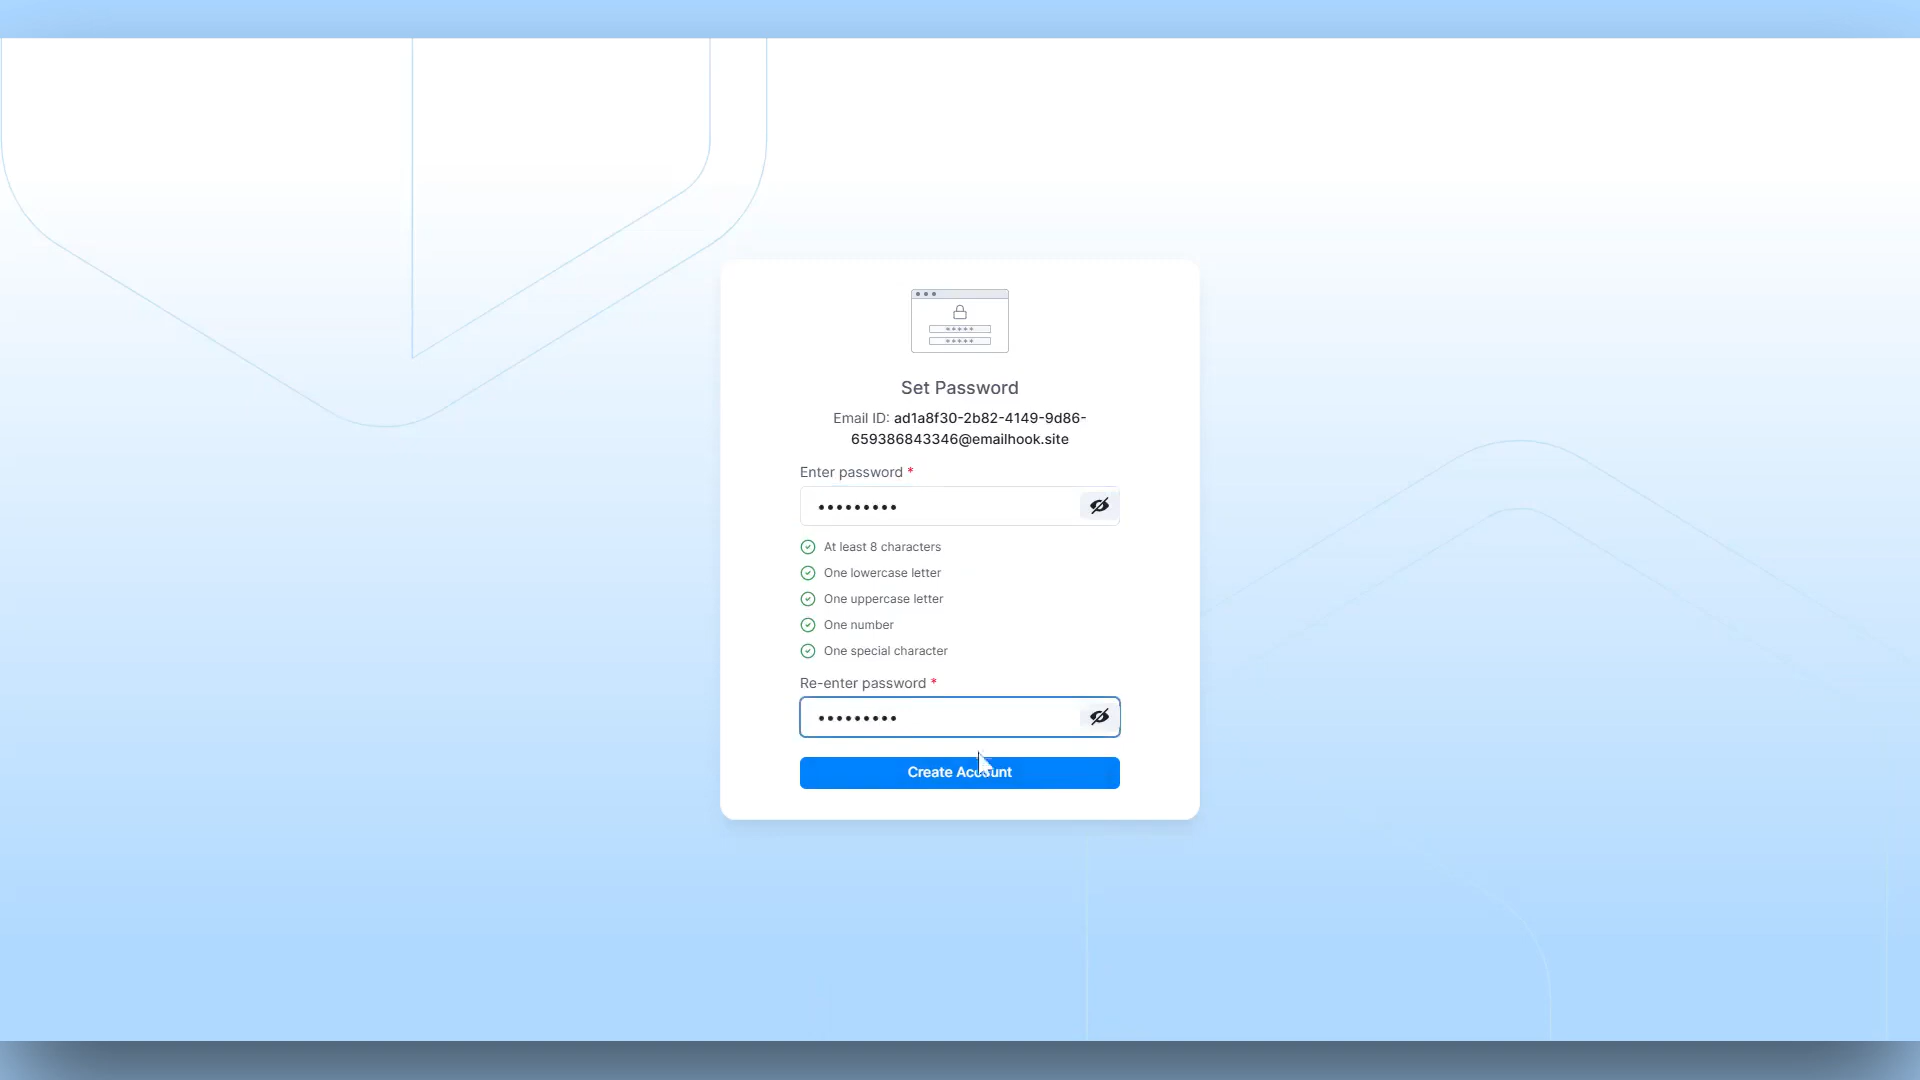 Set Password
Email ID: ad1a8f30-2b82-4149-9d86-
659386843346@emailhook.site
Enter password *
•••••••••
At least 8 characters
One lowercase letter
One uppercase letter
One number
One special character
Re-enter password *
•••••••••
Create Account